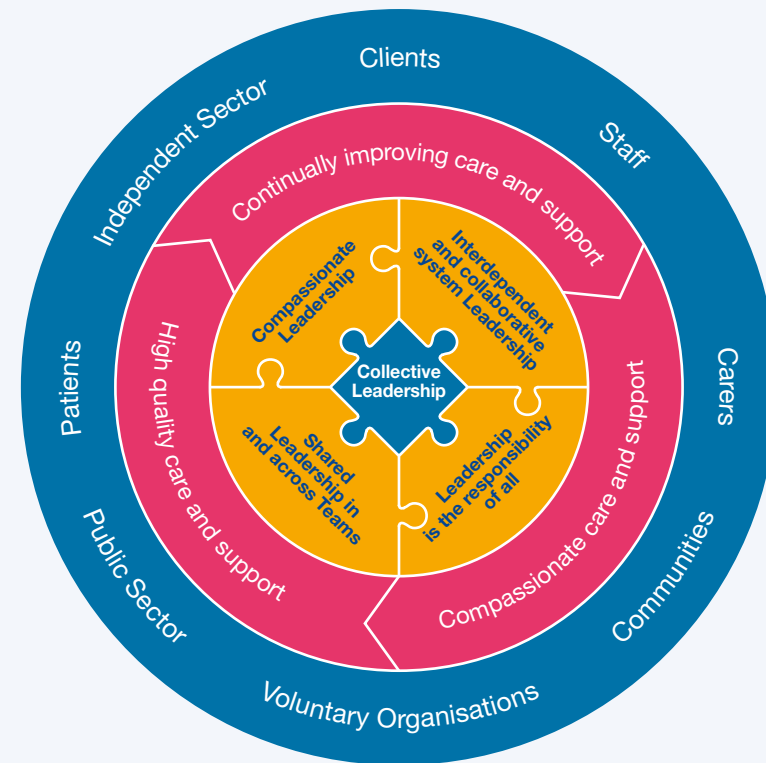 Clients
Staff
Carers
Communities
Voluntary Organisations
Public Sector
Patients
Independent Sector
Continually improving care and support
Compassionate care and support
High quality care and support
Compassionate
Leadership
Interdependent
and collaborative
system Leadership
Leadership
is the responsibility
of all
Shared
Leadership in
and across Teams
Collective
Leadership